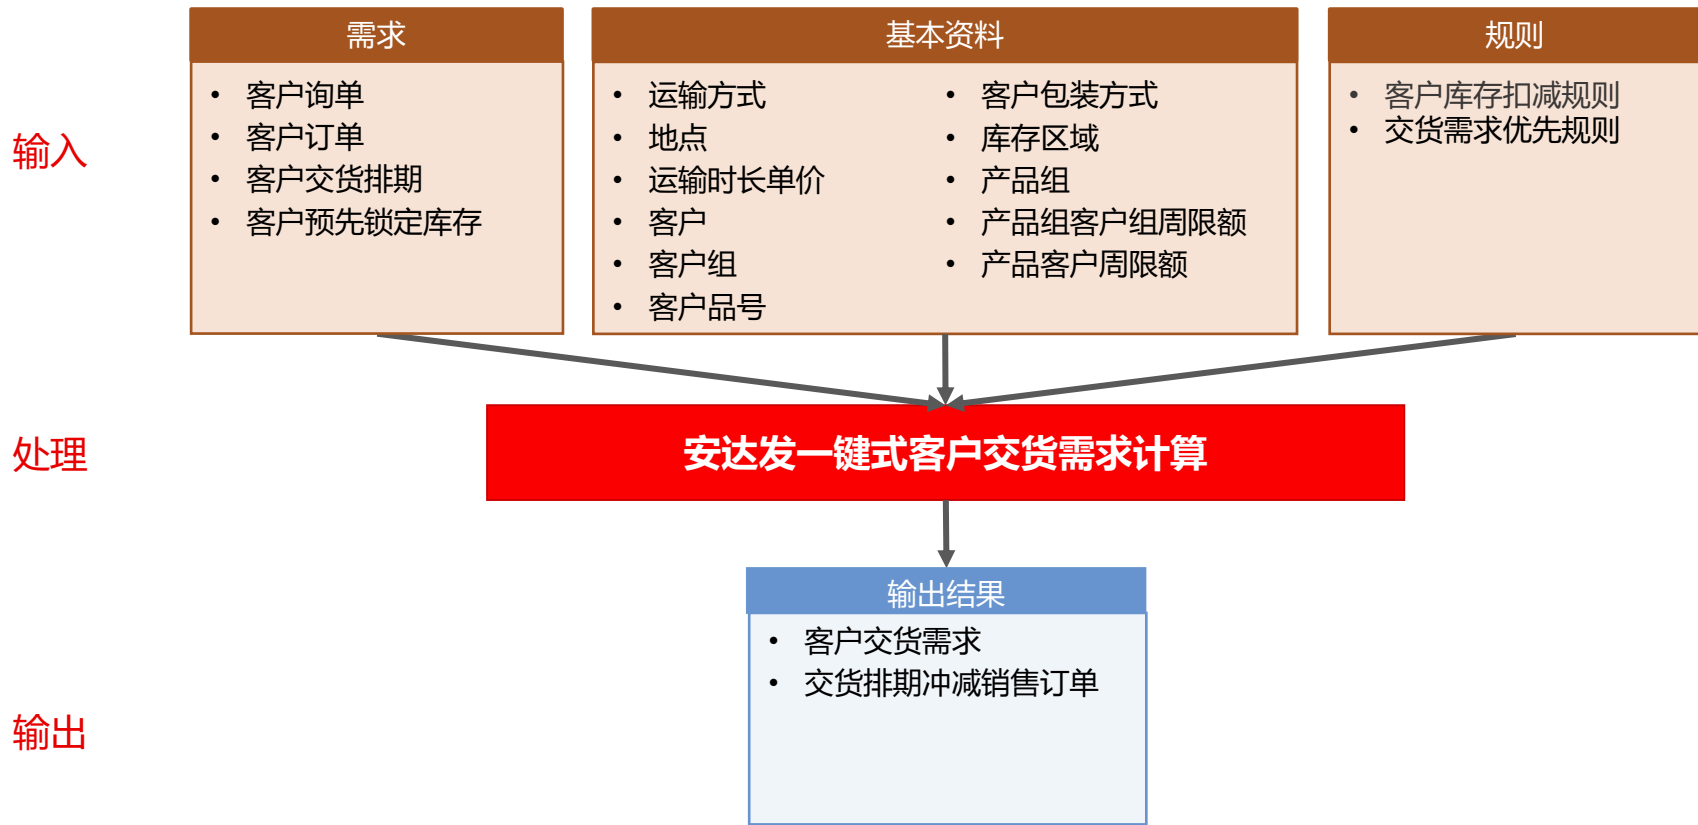 需求
基本资料
规则
输入
• 客户询单
• 客户订单
• 客户交货排期
• 客户预先锁定库存
• 运输方式
• 地点
• 运输时长单价
• 客户
• 客户组
• 客户品号
• 客户包装方式
• 库存区域
• 产品组
• 产品组客户组周限额
• 产品客户周限额
• 客户库存扣减规则
• 交货需求优先规则
处理
安达发一键式客户交货需求计算
输出结果
• 客户交货需求
• 交货排期冲减销售订单
输出